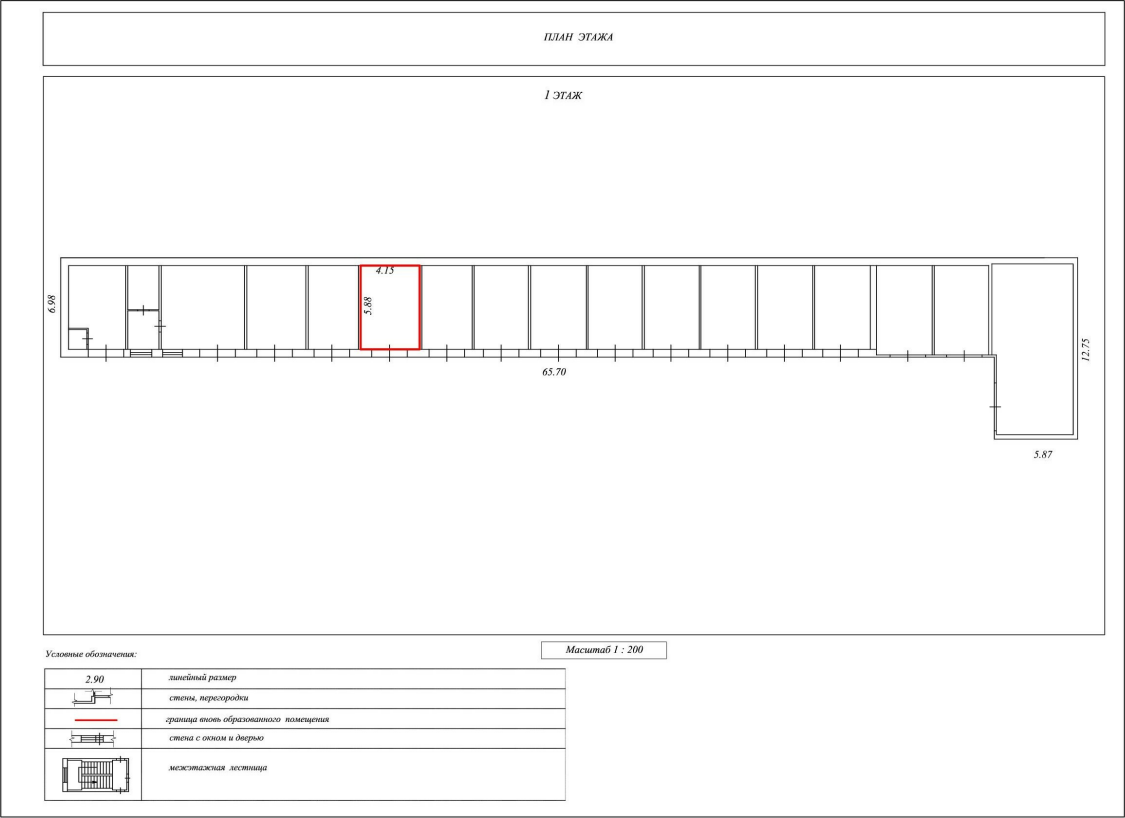 ПЛАН ЭТАЖА
1 ЭТАЖ
4.15
6.98
5.88
65.70
12.75
5.87
Масштаб 1 : 200
Условные обозначения:
2.90
линейный размер
стены, перегородки
граница вновь образованного помещения
стена с окном и дверью
межэтажная лестница